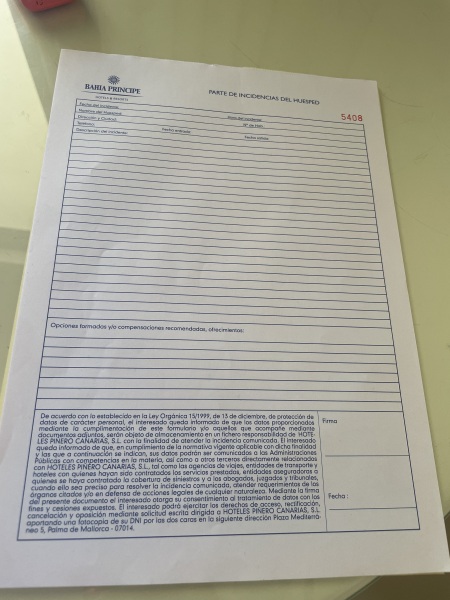 BAHIA PRINCIPE
HOTELS & RESORTS
PARTE DE INCIDENCIAS DEL HUESPED
5408
Fecha del incidente:
Hora del incidente:
Nombre del Huesped:
Nº de Hab:
Dirección y Ciudad:
Teléfono:
Fecha entrada:
Fecha salida:
Descripción del incidente:
Opciones tomadas y/o compensaciones recomendadas, ofrecimientos:
De acuerdo con lo establecido en la Ley Orgánica 15/1999, de 13 de diciembre, de protección de
datos de carácter personal, el interesado queda informado de que los datos proporcionados
mediante la cumplimentación de este formulario y/o aquellos que acompañe mediante
documentos adjuntos, serán objeto de almacenamiento en un fichero responsabilidad de HOTE-
LES PIÑERO CANARIAS, S.L. con la finalidad de atender la incidencia comunicada. El interesado
queda informado de que, en cumplimiento de la normativa vigente aplicable con dicha finalidad
y las que a continuación se indican, sus datos podrán ser comunicados a las Administraciones
Públicas con competencias en la materia, así como a otros terceros directamente relacionados
con HOTELES PIÑERO CANARIAS, S.L., tal como las agencias de viajes, entidades de transporte y
hoteles con quienes hayan sido contratados los servicios prestados, entidades aseguradoras a
quienes se haya contratado la cobertura de siniestros y a los abogados, juzgados y tribunales,
cuando ello sea preciso para resolver la incidencia comunicada, atender requerimientos de los
órganos citados y/o en defensa de acciones legales de cualquier naturaleza. Mediante la firma
del presente documento el interesado otorga su consentimiento al tratamiento de datos con los
fines y cesiones expuestos. El interesado podrá ejercitar los derechos de acceso, rectificación,
cancelación y oposición mediante solicitud escrita dirigida a HOTELES PIÑERO CANARIAS, S.L
aportando una fotocopia de su DNI por las dos caras en la siguiente dirección Plaza Mediterrá-
neo 5, Palma de Mallorca - 07014.
Firma
Fecha :